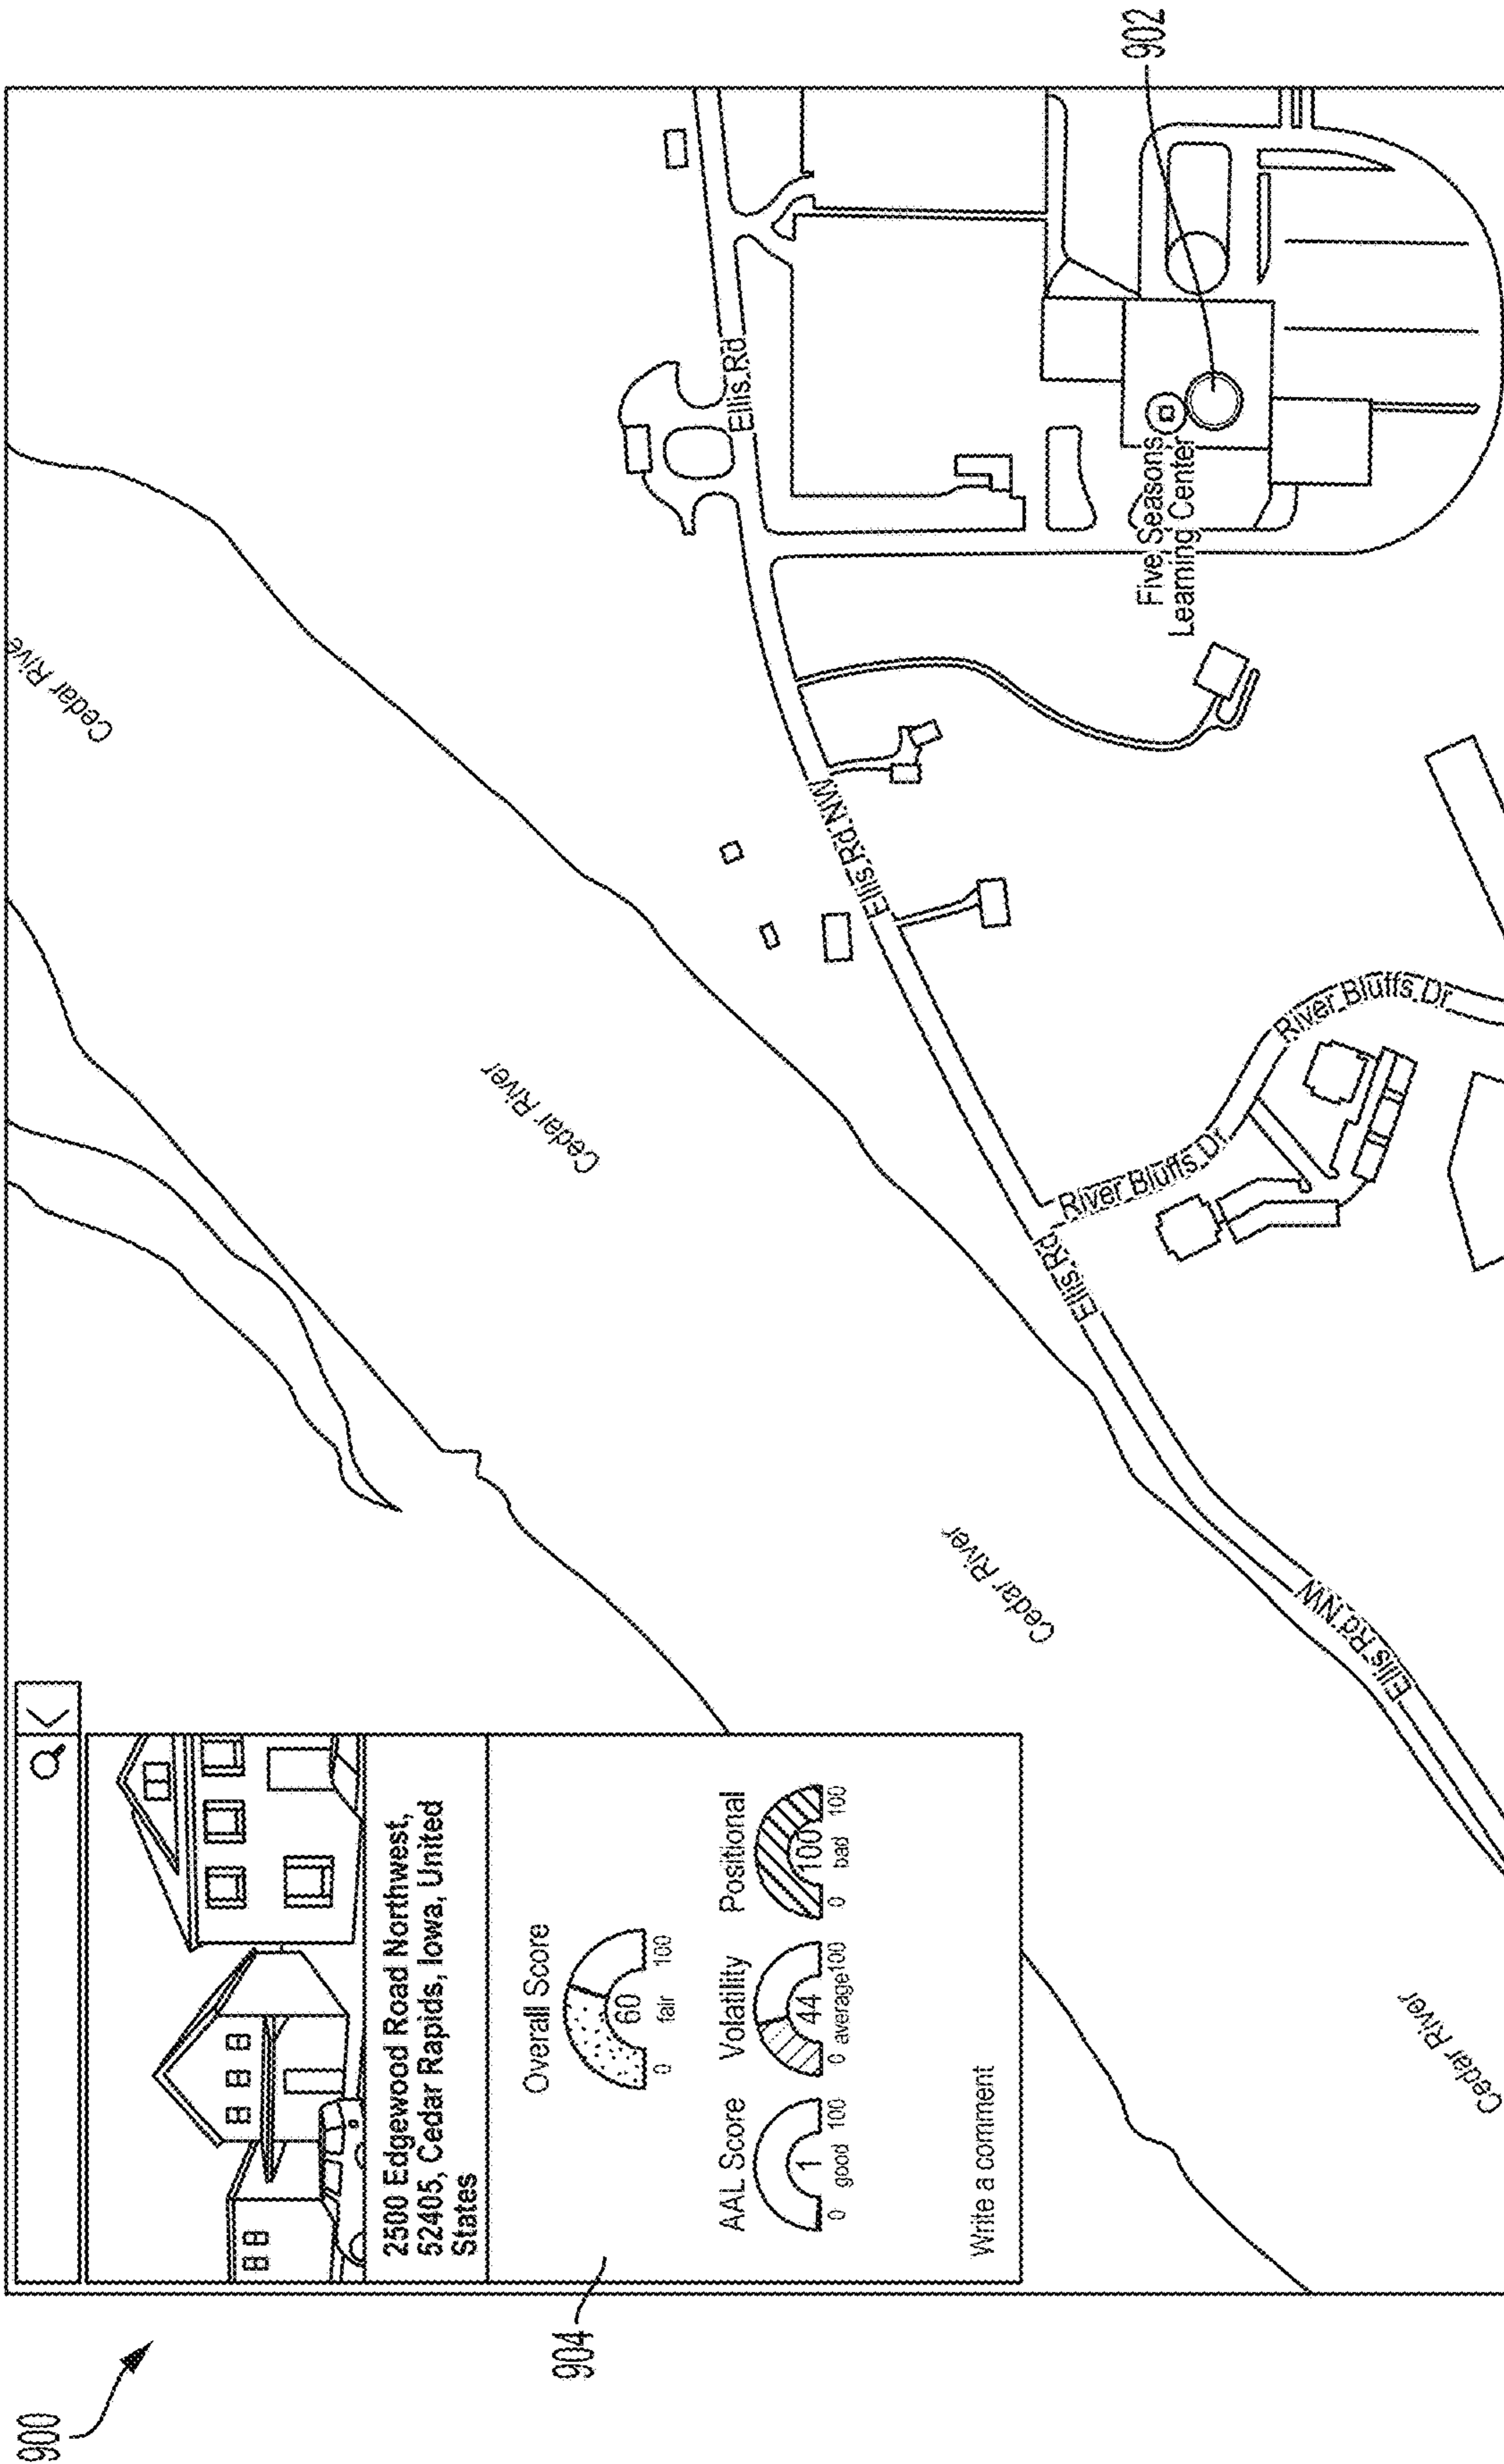 900
2500 Edgewood Road Northwest,
52405, Cedar Rapids, Iowa, United
States
904
Overall Score
60
0 fair 100
AAL Score
1
0 good 100
Volatility
44
0 average 100
Positional
100
0 bad 100
Write a comment
Cedar Rive
Cedar River
Cedar River
Cedar River
Ellis Rd
Ellis Rd NW
Ellis Rd
Ellis Rd NW
River Bluffs Dr
River Bluffs Dr
Five Seasons
Learning Center
902